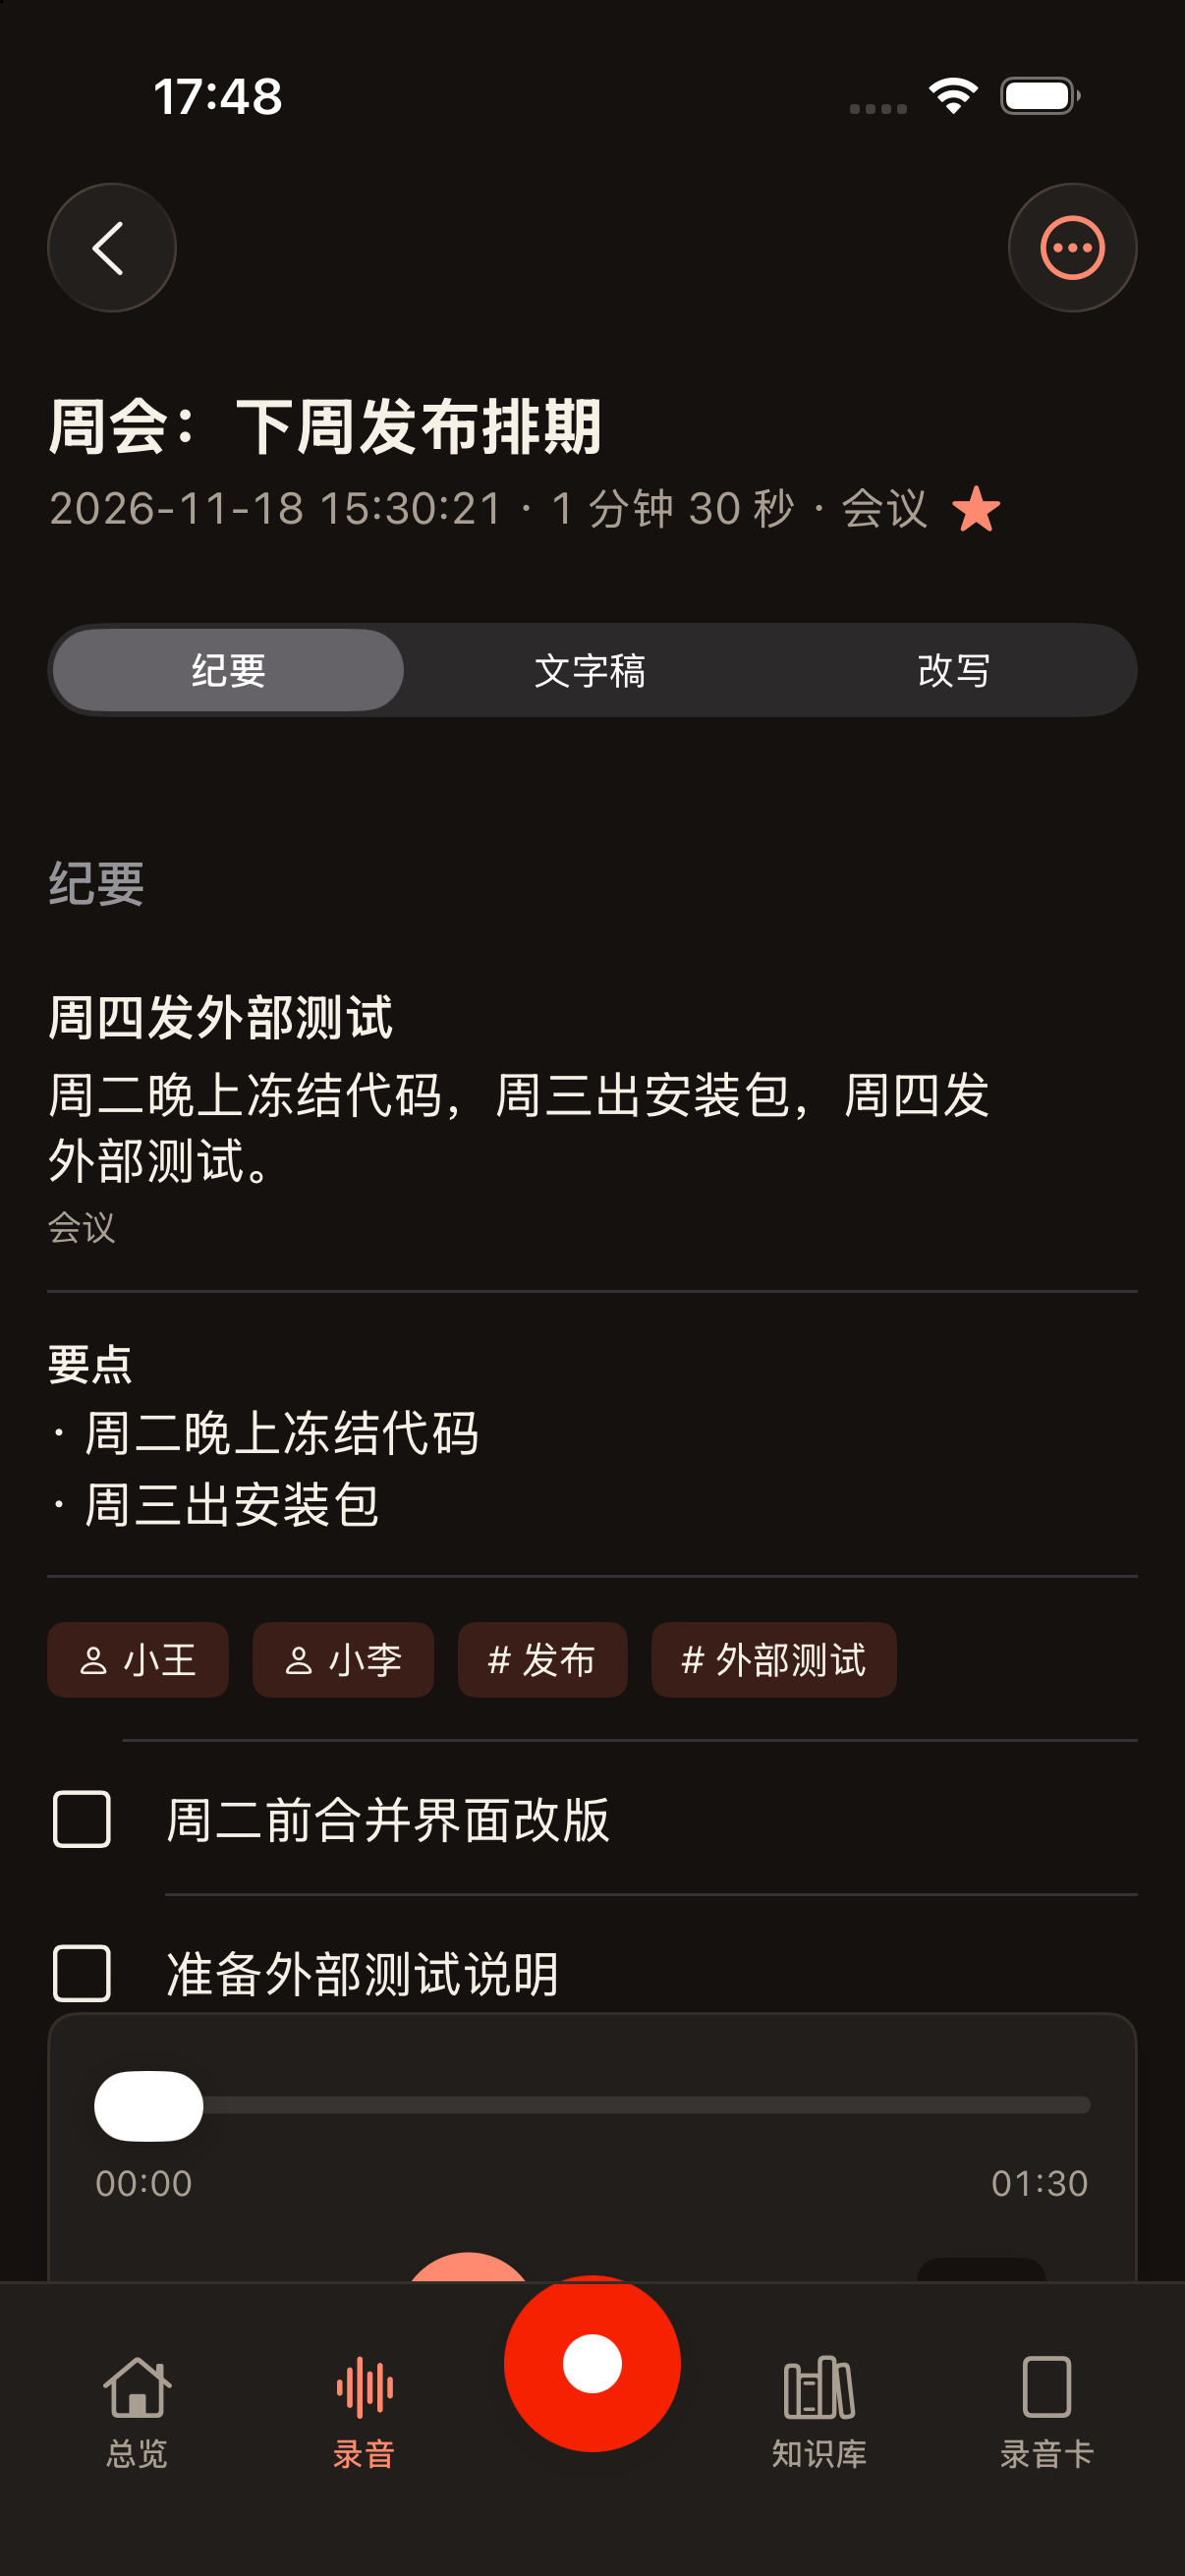 17:48
周会：下周发布排期
2026-11-18 15:30:21 · 1 分钟 30 秒 · 会议
纪要
文字稿
改写
纪要
周四发外部测试
周二晚上冻结代码，周三出安装包，周四发
外部测试。
会议
要点
· 周二晚上冻结代码
· 周三出安装包
小王
小李
# 发布
# 外部测试
周二前合并界面改版
准备外部测试说明
00:00
01:30
总览
录音
知识库
录音卡